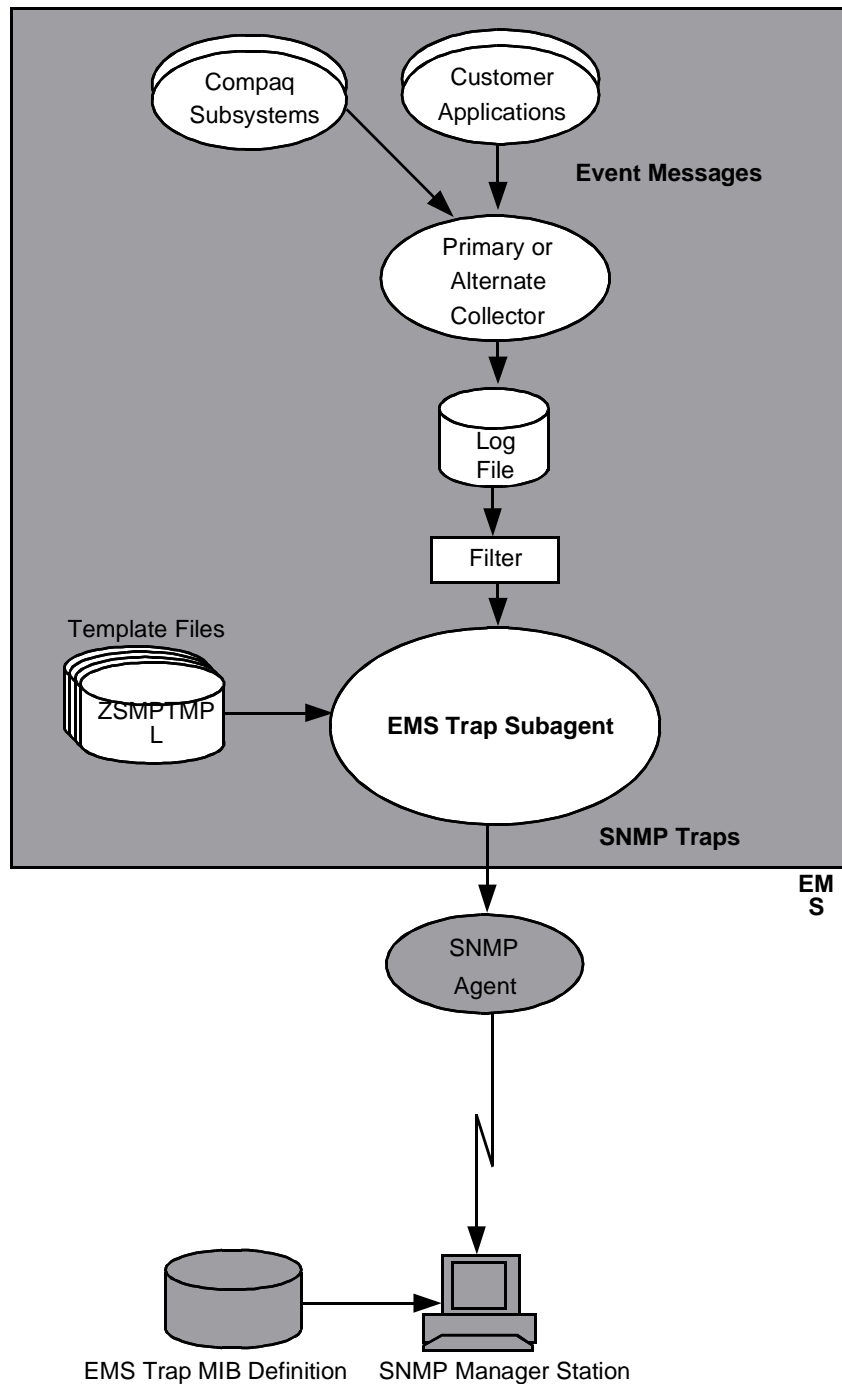 Compaq
Subsystems
Customer
Applications
Event Messages
Primary or
Alternate
Collector
Log
File
Filter
Template Files
ZSMPTMP
L
EMS Trap Subagent
SNMP Traps
EM
S
SNMP
Agent
EMS Trap MIB Definition
SNMP Manager Station